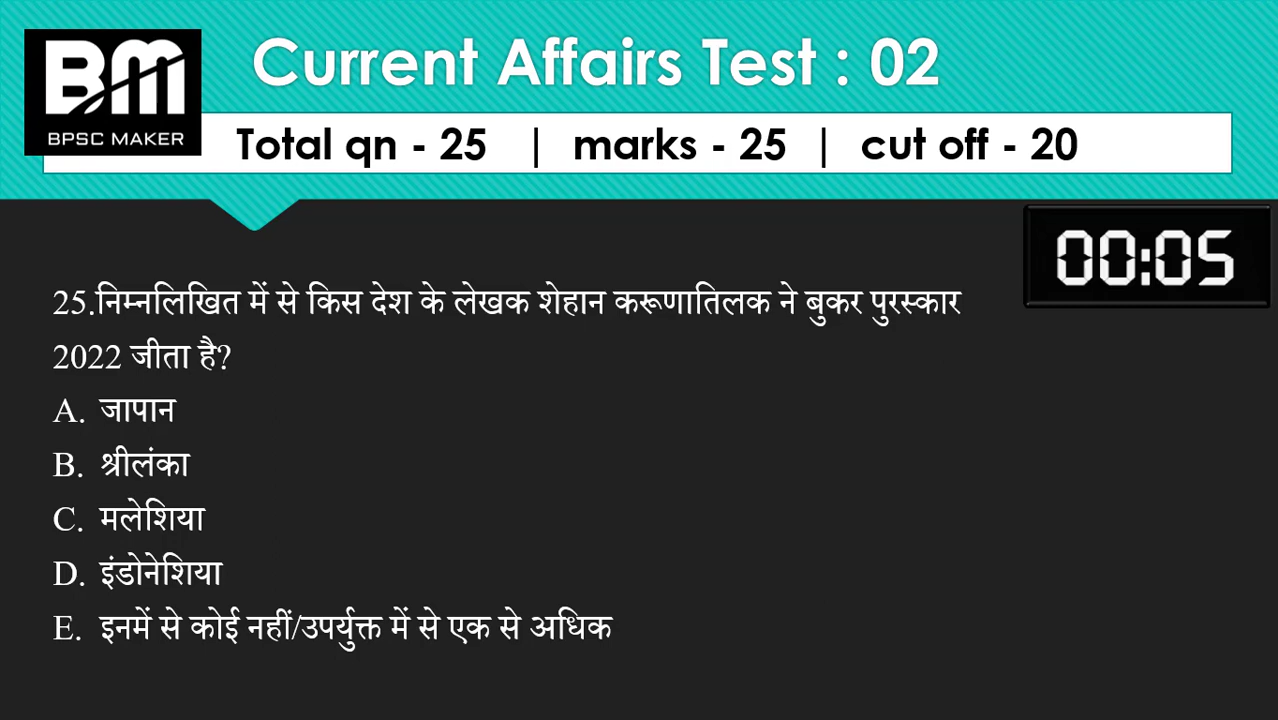 BM
BPSC MAKER
Current Affairs Test : 02
Total qn - 25 | marks - 25 | cut off - 20
00:05
25.निम्नलिखित में से किस देश के लेखक शेहान करूणातिलक ने बुकर पुरस्कार
2022 जीता है?
A. जापान
B. श्रीलंका
C. मलेशिया
D. इंडोनेशिया
E. इनमें से कोई नहीं/उपर्युक्त में से एक से अधिक